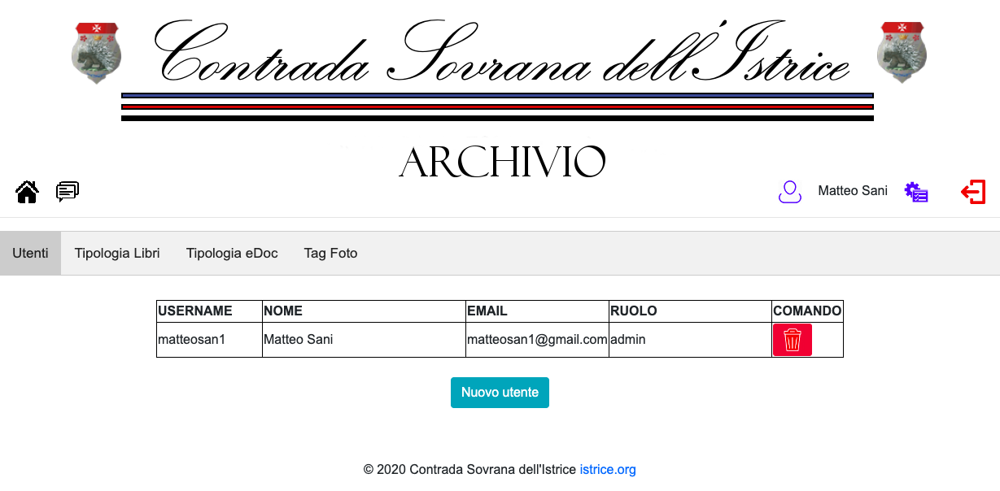 Contrada Sovrana dell'Istrice
ARCHIVIO
Matteo Sani
Utenti Tipologia Libri Tipologia eDoc Tag Foto
USERNAME NOME EMAIL RUOLO COMANDO
matteosan1 Matteo Sani matteosan1@gmail.com admin
Nuovo utente
© 2020 Contrada Sovrana dell'Istrice istrice.org